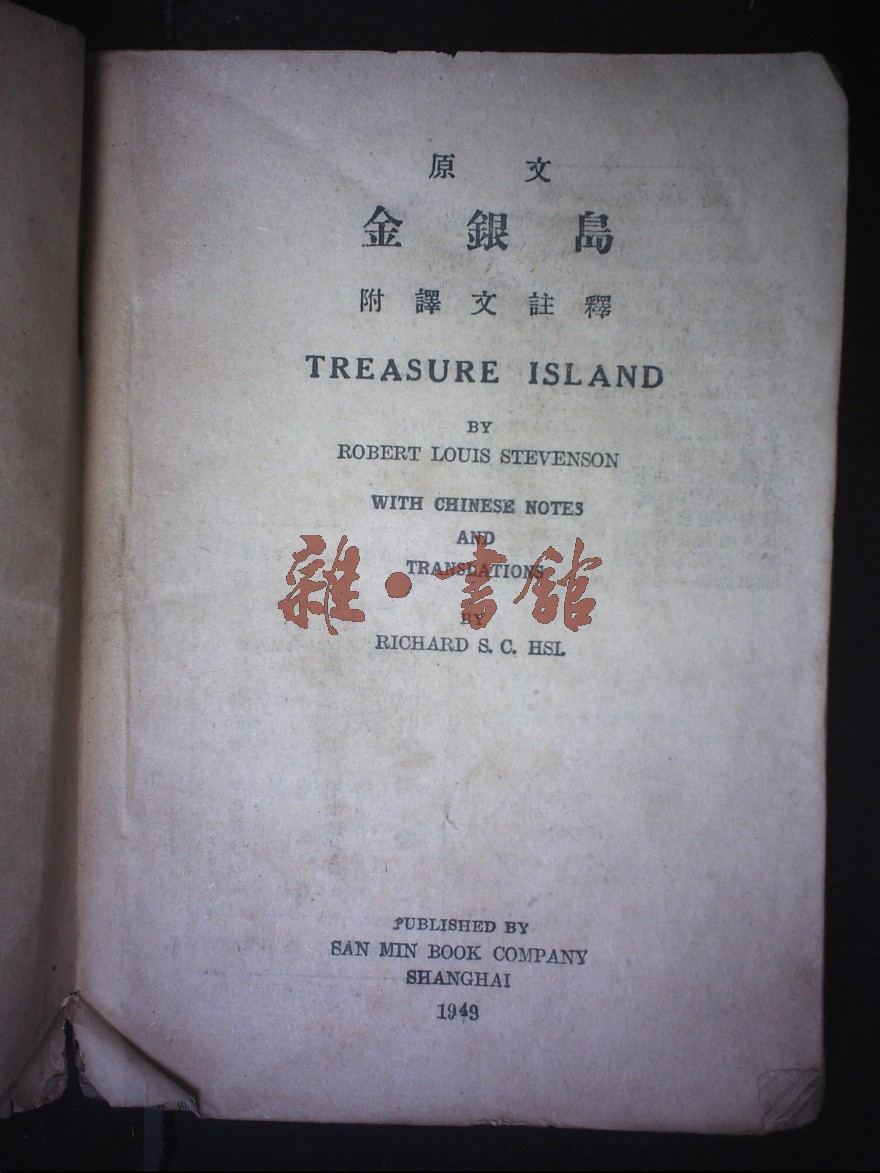 原 文
金 銀 島
附 譯 文 註 釋
TREASURE ISLAND
BY
ROBERT LOUIS STEVENSON
WITH CHINESE NOTES
AND
TRANSLATIONS
雜·書館
BY
RICHARD S. C. HSI.
PUBLISHED BY
SAN MIN BOOK COMPANY
SHANGHAI
1949